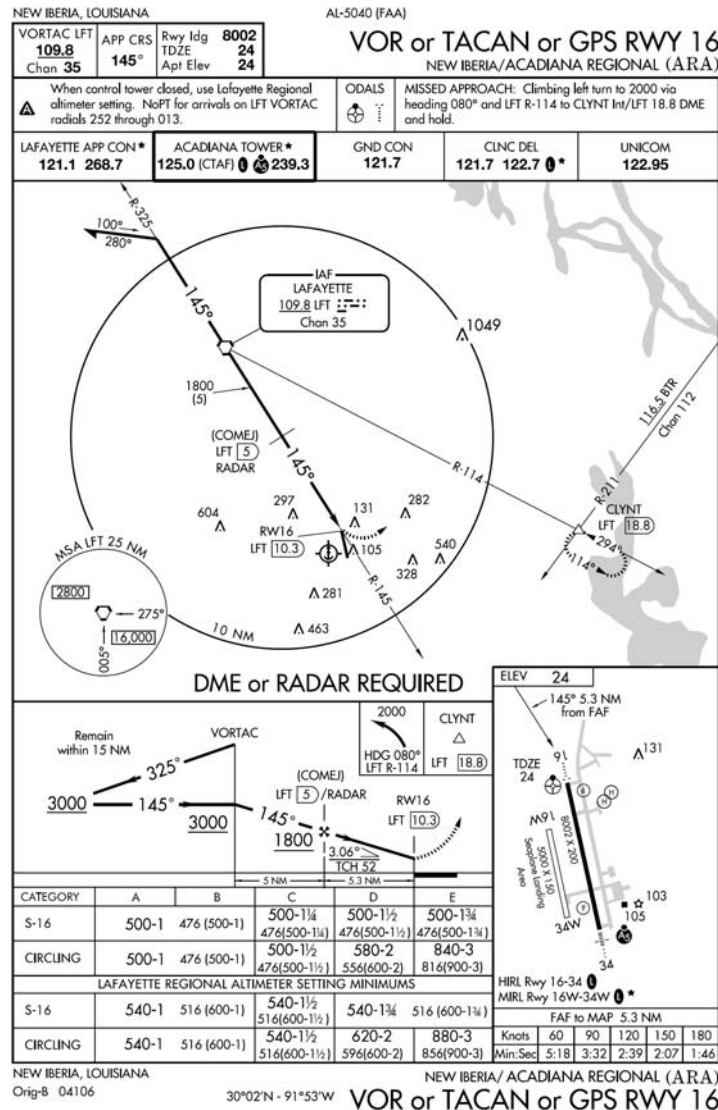 NEW IBERIA, LOUISIANA
AL-5040 (FAA)
VORTAC LFT
109.8
Chan 35
APP CRS
145°
Rwy ldg 8002
TDZE 24
Apt Elev 24
VOR or TACAN or GPS RWY 16
NEW IBERIA/ACADIANA REGIONAL (ARA)
When control tower closed, use Lafayette Regional
altimeter setting. NoPT for arrivals on LFT VORTAC
radials 252 through 013.
A
ODALS
MISSED APPROACH: Climbing left turn to 2000 via
heading 080° and LFT R-114 to CLYNT Int/LFT 18.8 DME
and hold.
LAFAYETTE APP CON★
121.1 268.7
ACADIANA TOWER★
125.0 (CTAF) L A5 239.3
GND CON
121.7
CLNC DEL
121.7 122.7 L★
UNICOM
122.95
R-325
100°
280°
145°
IAF
LAFAYETTE
109.8 LFT
Chan 35
1049
1800
(5)
(COMEJ)
LFT 5
RADAR
145°
116.5 BTR
Chan 112
R-114
R-211
CLYNT
LFT 18.8
294°
114°
604
297
131
282
RW16
LFT 10.3
105
540
328
R-145
281
463
10 NM
MSA LFT 25 NM
2800
275°
16,000
005°
DME or RADAR REQUIRED
ELEV 24
145° 5.3 NM
from FAF
131
TDZE
24
16
16W
8002 X 200
5000 X 150
Seaplane Landing
Area
34W
34
H
H
P
A5
103
105
HIRL Rwy 16-34 L
MIRL Rwy 16W-34W L★
Remain
within 15 NM
VORTAC
325°
3000
145°
3000
145°
(COMEJ)
LFT 5/RADAR
1800
3.06°
TCH 52
RW16
LFT 10.3
2000
HDG 080°
LFT R-114
CLYNT
LFT 18.8
5 NM
5.3 NM
CATEGORY A B C D E
S-16 500-1 476 (500-1) 500-1¼ 476(500-1¼) 500-1½ 476(500-1½) 500-1¾ 476(500-1¾)
CIRCLING 500-1 476 (500-1) 500-1½ 476(500-1½) 580-2 556(600-2) 840-3 816(900-3)
LAFAYETTE REGIONAL ALTIMETER SETTING MINIMUMS
S-16 540-1 516 (600-1) 540-1½ 516(600-1½) 540-1¾ 516 (600-1¾)
CIRCLING 540-1 516 (600-1) 540-1½ 516(600-1½) 620-2 596(600-2) 880-3 856(900-3)
FAF to MAP 5.3 NM
Knots 60 90 120 150 180
Min:Sec 5:18 3:32 2:39 2:07 1:46
NEW IBERIA, LOUISIANA
Orig-B 04106
30°02'N - 91°53'W
NEW IBERIA/ ACADIANA REGIONAL (ARA)
VOR or TACAN or GPS RWY 16